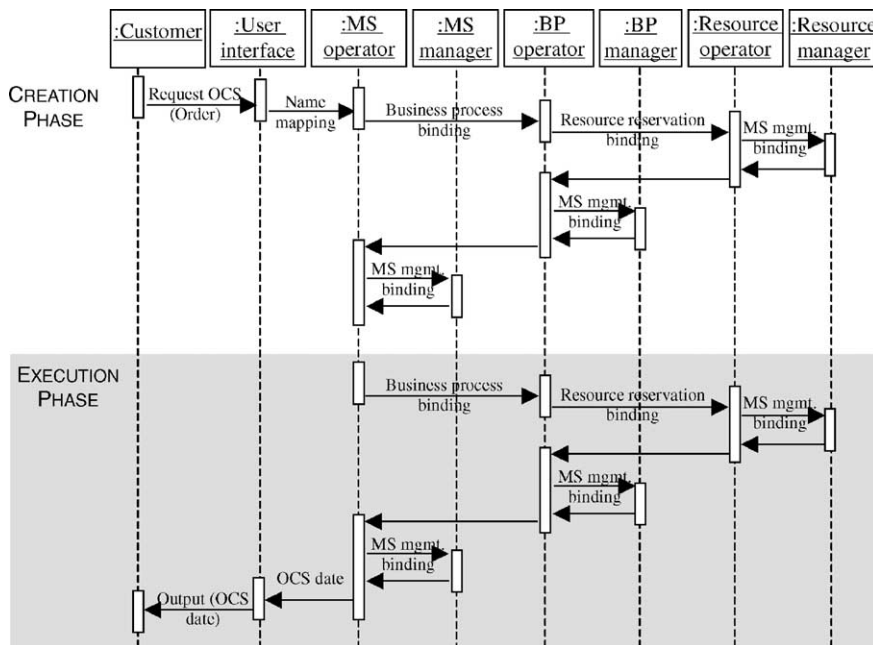 :Customer
:User
interface
:MS
operator
:MS
manager
:BP
operator
:BP
manager
:Resource
operator
:Resource
manager
CREATION
PHASE
Request OCS
(Order)
Name
mapping
Business process
binding
Resource reservation
binding
MS mgmt.
binding
MS mgmt.
binding
MS mgmt.
binding
EXECUTION
PHASE
Business process
binding
Resource reservation
binding
MS mgmt.
binding
MS mgmt.
binding
MS mgmt.
binding
OCS date
Output (OCS
date)